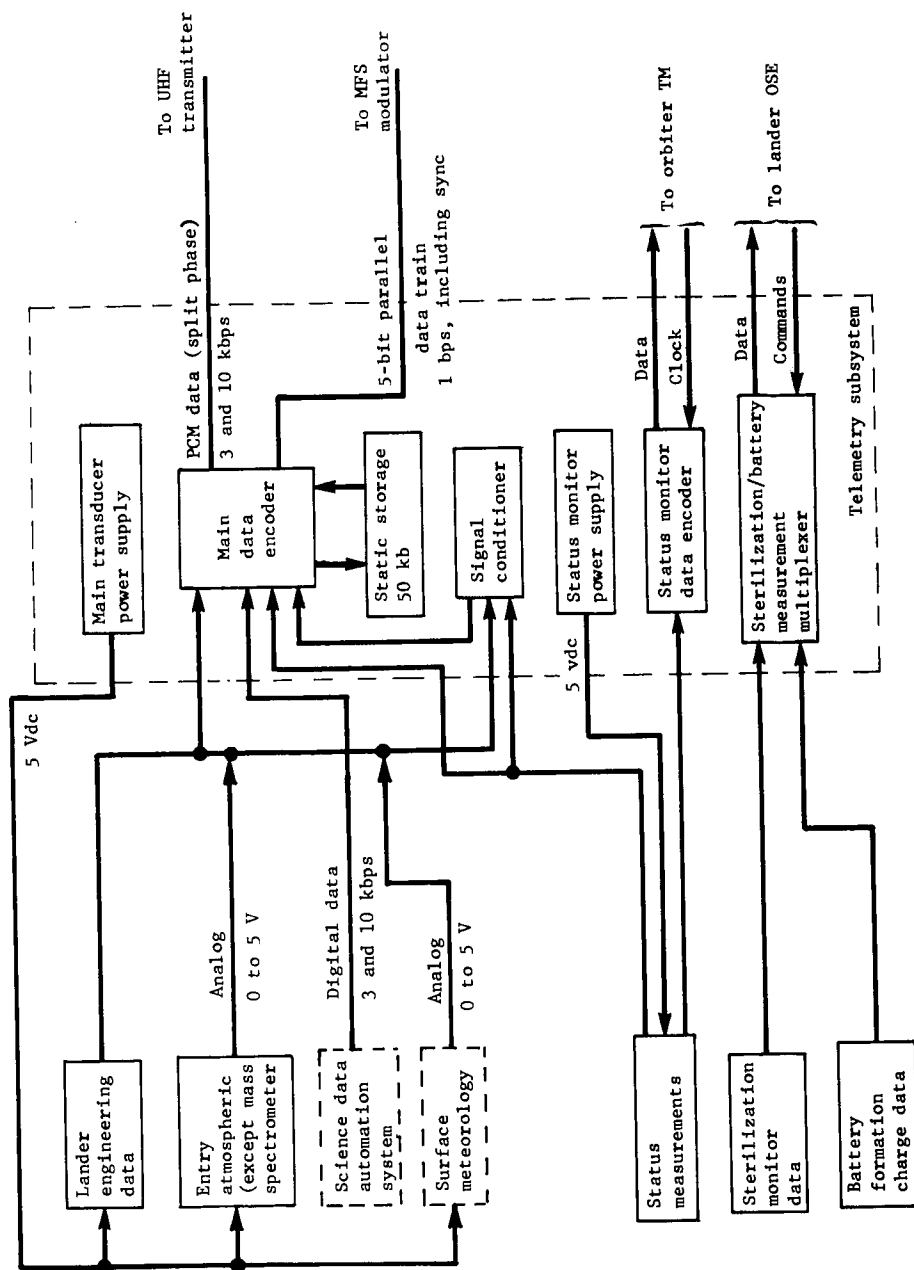 5 Vdc
Main transducer
power supply
To UHF
transmitter
PCM data (split phase)
3 and 10 kbps
To MFS
modulator
5-bit parallel
data train
1 bps, including sync
Lander
engineering
data
Main
data
encoder
Static storage
50 kb
Entry
atmospheric
(except mass
spectrometer
Analog
0 to 5 V
Science data
automation
system
Digital data
3 and 10 kbps
Signal
conditioner
Surface
meteorology
Analog
0 to 5 V
Status monitor
power supply
5 vdc
Status
measurements
Status monitor
data encoder
Data
Clock
To orbiter TM
Sterilization
monitor
data
Sterilization/battery
measurement
multiplexer
Data
Commands
To lander OSE
Battery
formation
charge data
Telemetry subsystem